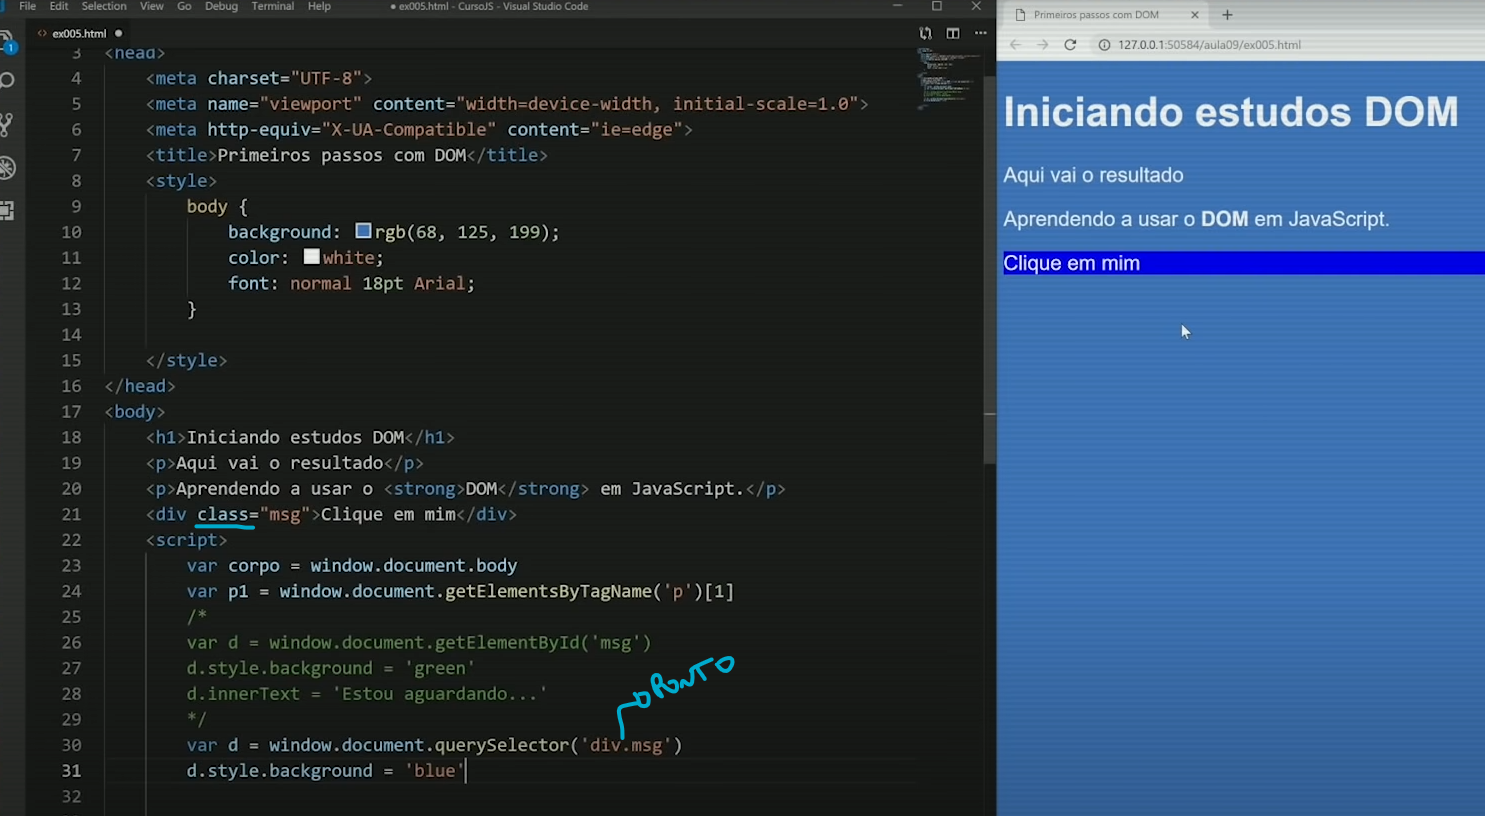 File Edit Selection View Go Debug Terminal Help
● ex005.html - CursoJS - Visual Studio Code
<> ex005.html ●
1
3 <head>
4 <meta charset="UTF-8">
5 <meta name="viewport" content="width=device-width, initial-scale=1.0">
6 <meta http-equiv="X-UA-Compatible" content="ie=edge">
7 <title>Primeiros passos com DOM</title>
8 <style>
9 body {
10 background: rgb(68, 125, 199);
11 color: white;
12 font: normal 18pt Arial;
13 }
14
15 </style>
16 </head>
17 <body>
18 <h1>Iniciando estudos DOM</h1>
19 <p>Aqui vai o resultado</p>
20 <p>Aprendendo a usar o <strong>DOM</strong> em JavaScript.</p>
21 <div class="msg">Clique em mim</div>
22 <script>
23 var corpo = window.document.body
24 var p1 = window.document.getElementsByTagName('p')[1]
25 /*
26 var d = window.document.getElementById('msg')
27 d.style.background = 'green'
28 d.innerText = 'Estou aguardando...'
29 */
O PONTO
30 var d = window.document.querySelector('div.msg')
31 d.style.background = 'blue'
32
Primeiros passos com DOM
127.0.0.1:50584/aula09/ex005.html
Iniciando estudos DOM
Aqui vai o resultado
Aprendendo a usar o DOM em JavaScript.
Clique em mim